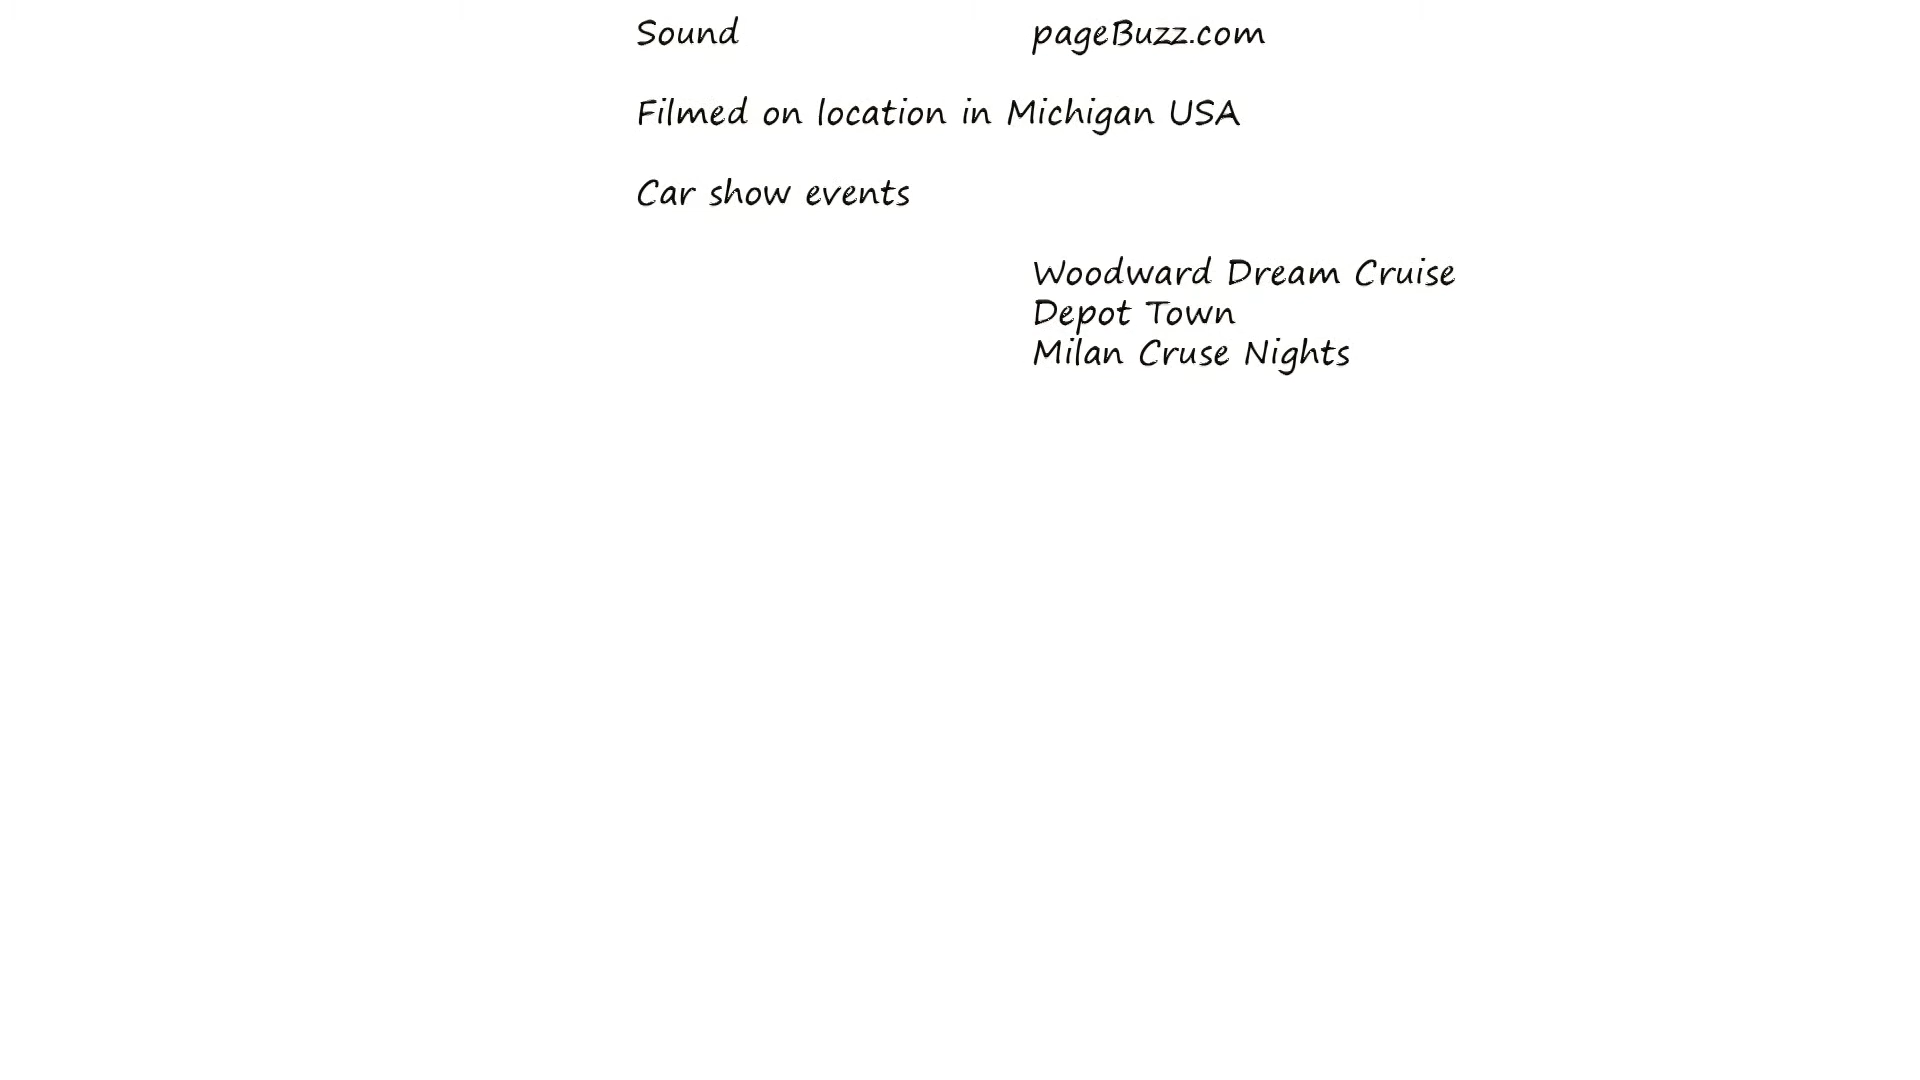 Sound pageBuzz.com
Filmed on location in Michigan USA
Car show events
Woodward Dream Cruise
Depot Town
Milan Cruse Nights